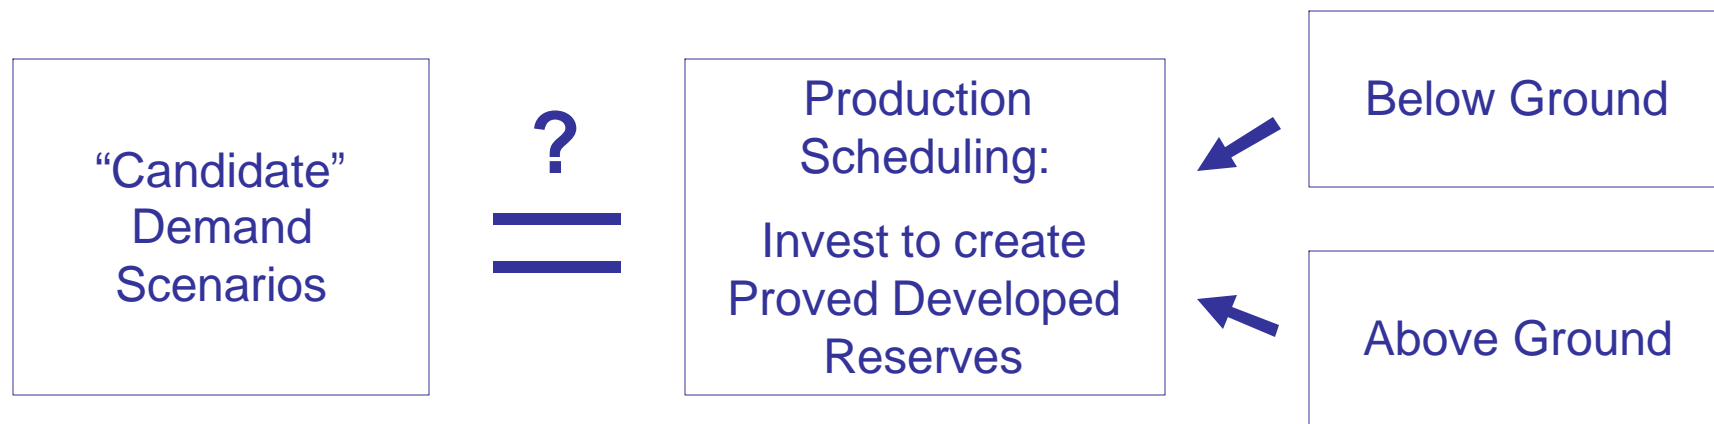 “Candidate”
Demand
Scenarios
?
Production
Scheduling:
Invest to create
Proved Developed
Reserves
Below Ground
Above Ground